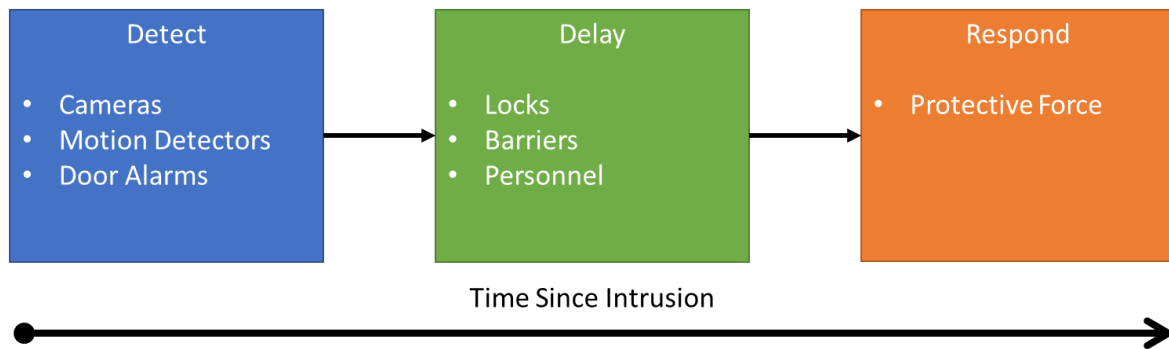 Detect
• Cameras
• Motion Detectors
• Door Alarms
Delay
• Locks
• Barriers
• Personnel
Respond
• Protective Force
Time Since Intrusion